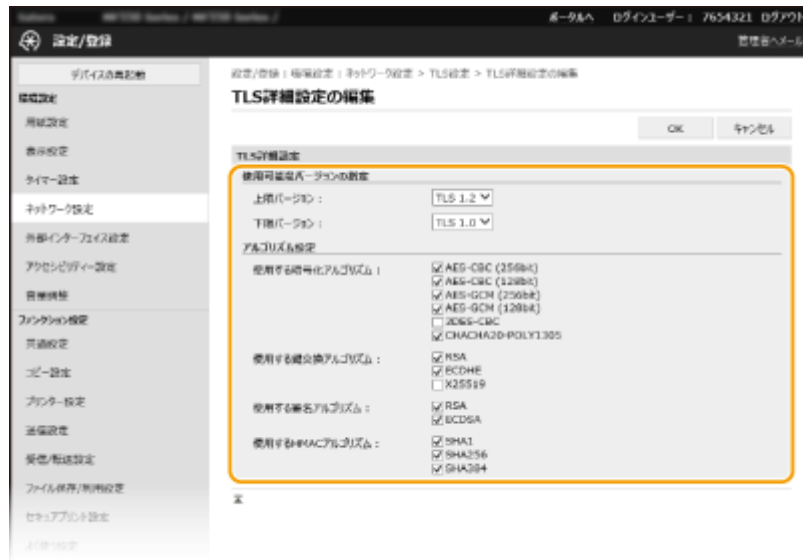 ポータルへ ログインユーザー： 7654321 ログアウト
設定/登録
管理者へメール
デバイスの再起動
設定/登録 : 環境設定 : ネットワーク設定 > TLS設定 > TLS詳細設定の編集
環境設定
TLS詳細設定の編集
用紙設定
OK キャンセル
表示設定
TLS詳細設定
タイマー設定
使用可能なバージョンの設定
上限バージョン： TLS 1.2
ネットワーク設定
下限バージョン： TLS 1.0
外部インターフェイス設定
アルゴリズム設定
アクセシビリティー設定
使用する暗号化アルゴリズム： AES-CBC (256bit)
AES-CBC (128bit)
音量調整
AES-GCM (256bit)
AES-GCM (128bit)
ファンクション設定
3DES-CBC
CHACHA20-POLY1305
共通設定
使用する鍵交換アルゴリズム： RSA
ECDHE
コピー設定
X25519
プリンター設定
使用する署名アルゴリズム： RSA
ECDSA
送信設定
使用するHMACアルゴリズム： SHA1
受信/転送設定
SHA256
SHA384
ファイル保存/利用設定
セキュアプリント設定